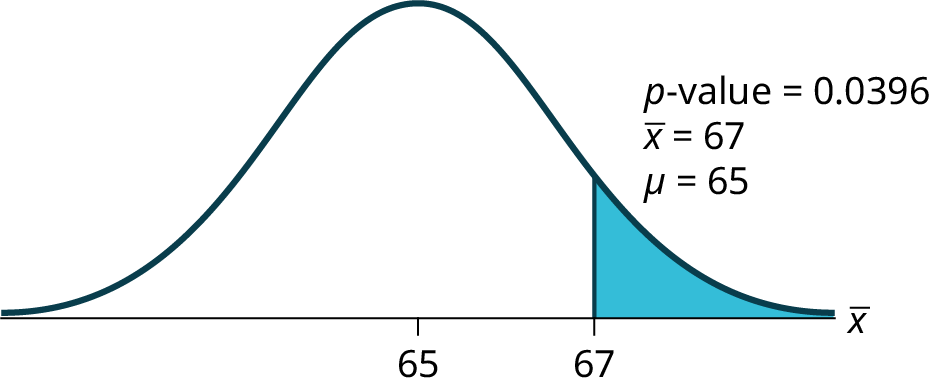 p-value = 0.0396
x̅ = 67
μ = 65
x̅
65 67